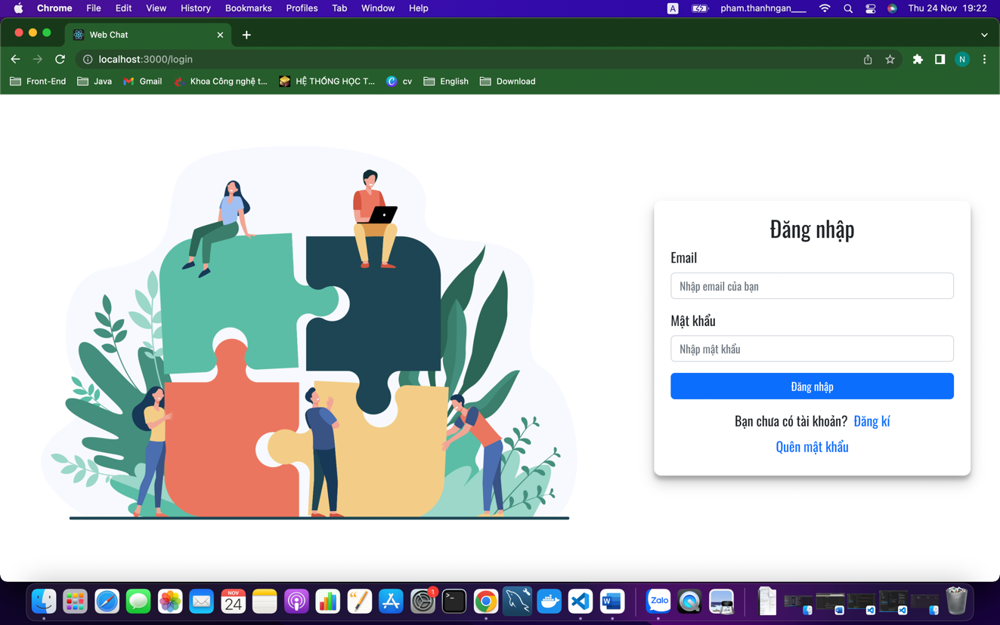 Chrome File Edit View History Bookmarks Profiles Tab Window Help A pham.thanhngan___ Thu 24 Nov 19:22
Web Chat
localhost:3000/login N
Front-End Java Gmail Khoa Công nghệ t... HỆ THỐNG HỌC T... cv English Download
Đăng nhập
Email
Nhập email của bạn
Mật khẩu
Nhập mật khẩu
Đăng nhập
Bạn chưa có tài khoản? Đăng kí
Quên mật khẩu
NOV
24
1
Zalo
W